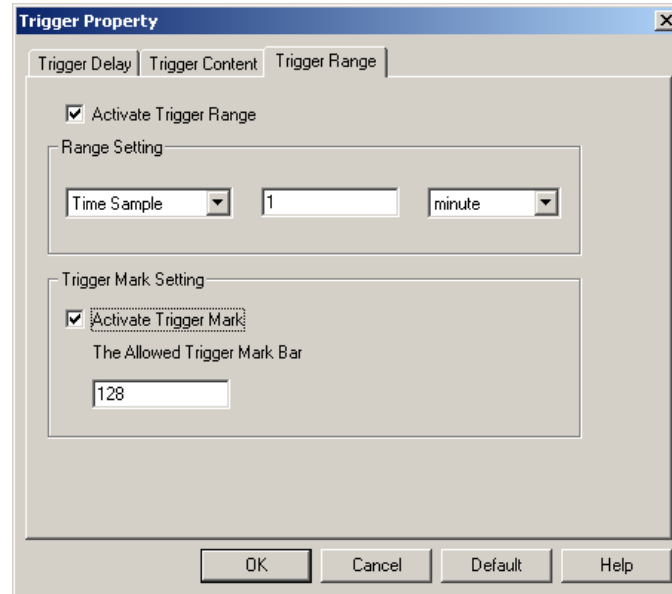 Trigger Property
Trigger Delay Trigger Content Trigger Range
Activate Trigger Range
Range Setting
Time Sample 1 minute
Trigger Mark Setting
Activate Trigger Mark
The Allowed Trigger Mark Bar
128
OK Cancel Default Help